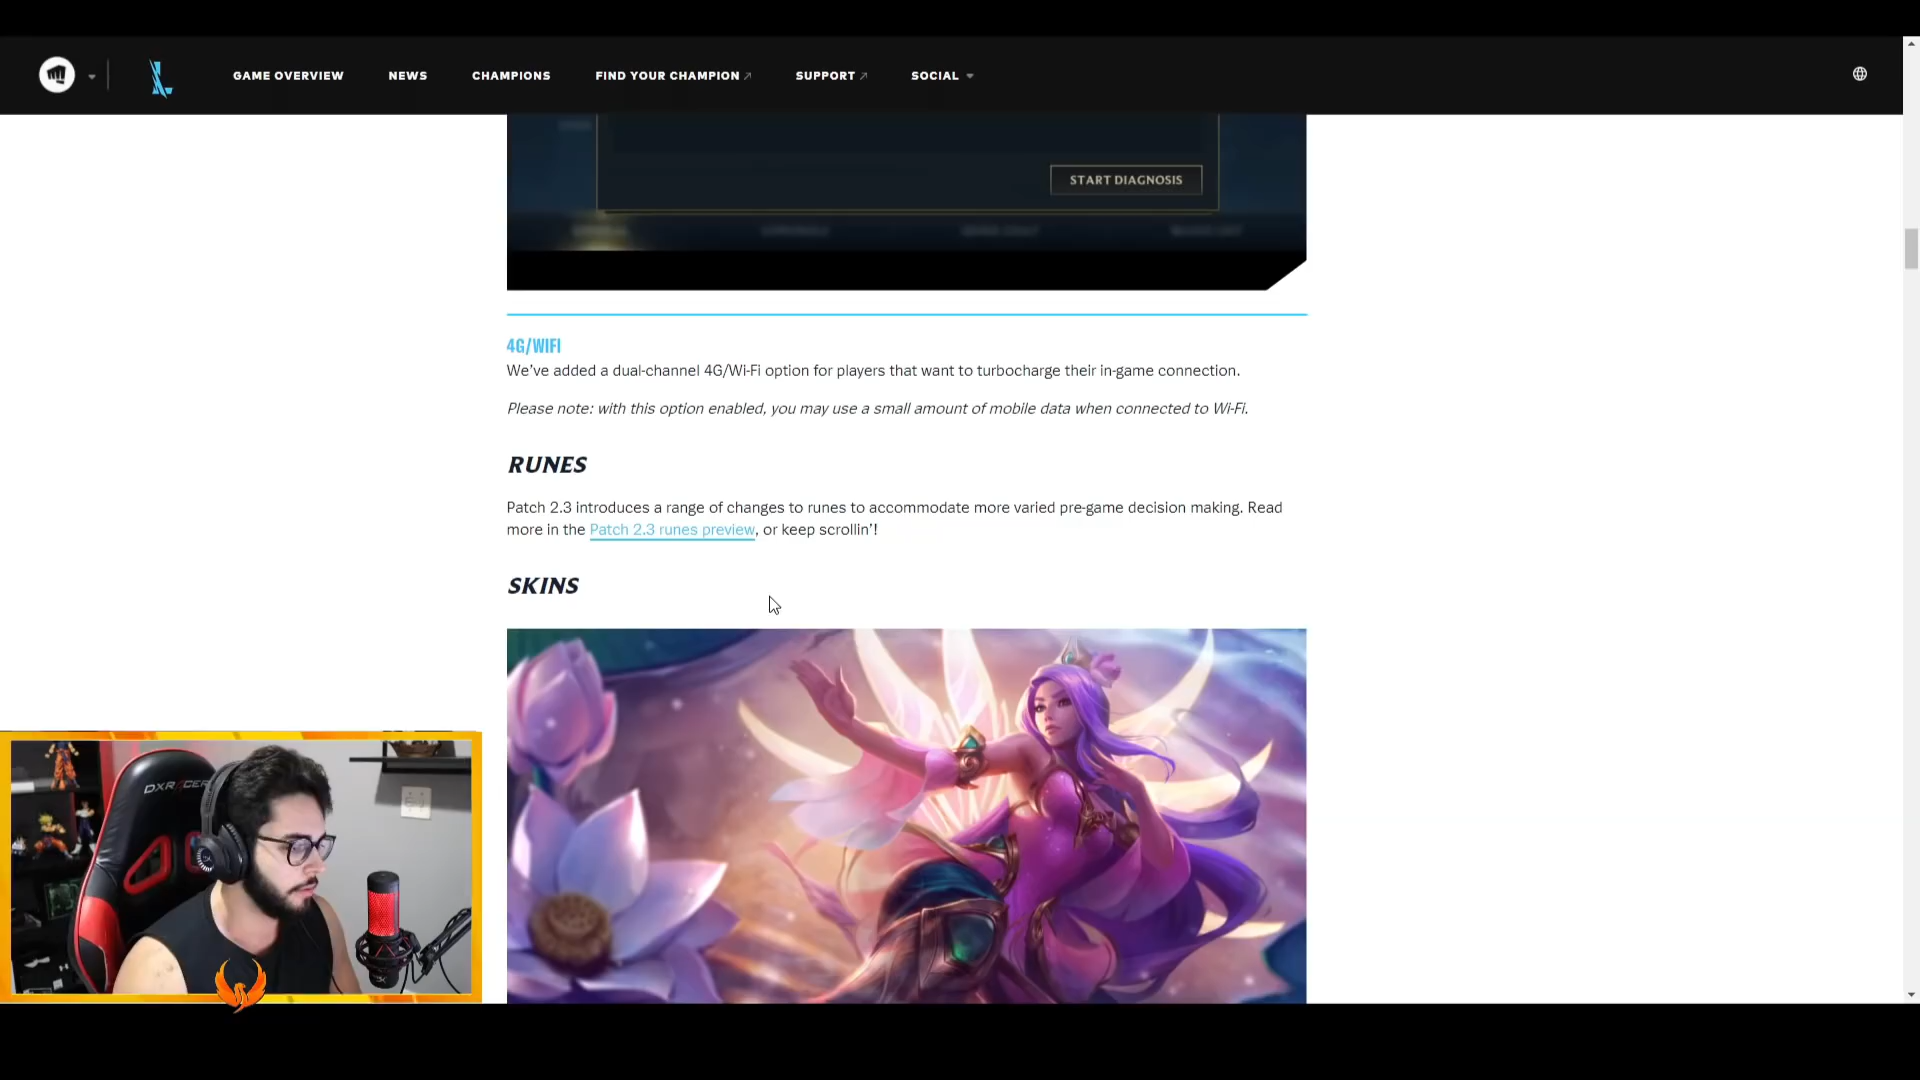 GAME OVERVIEW NEWS CHAMPIONS FIND YOUR CHAMPION SUPPORT SOCIAL
START DIAGNOSIS
4G/WIFI
We've added a dual-channel 4G/Wi-Fi option for players that want to turbocharge their in-game connection.
Please note: with this option enabled, you may use a small amount of mobile data when connected to Wi-Fi.
RUNES
Patch 2.3 introduces a range of changes to runes to accommodate more varied pre-game decision making. Read
more in the Patch 2.3 runes preview, or keep scrollin'!
SKINS
DXRACER